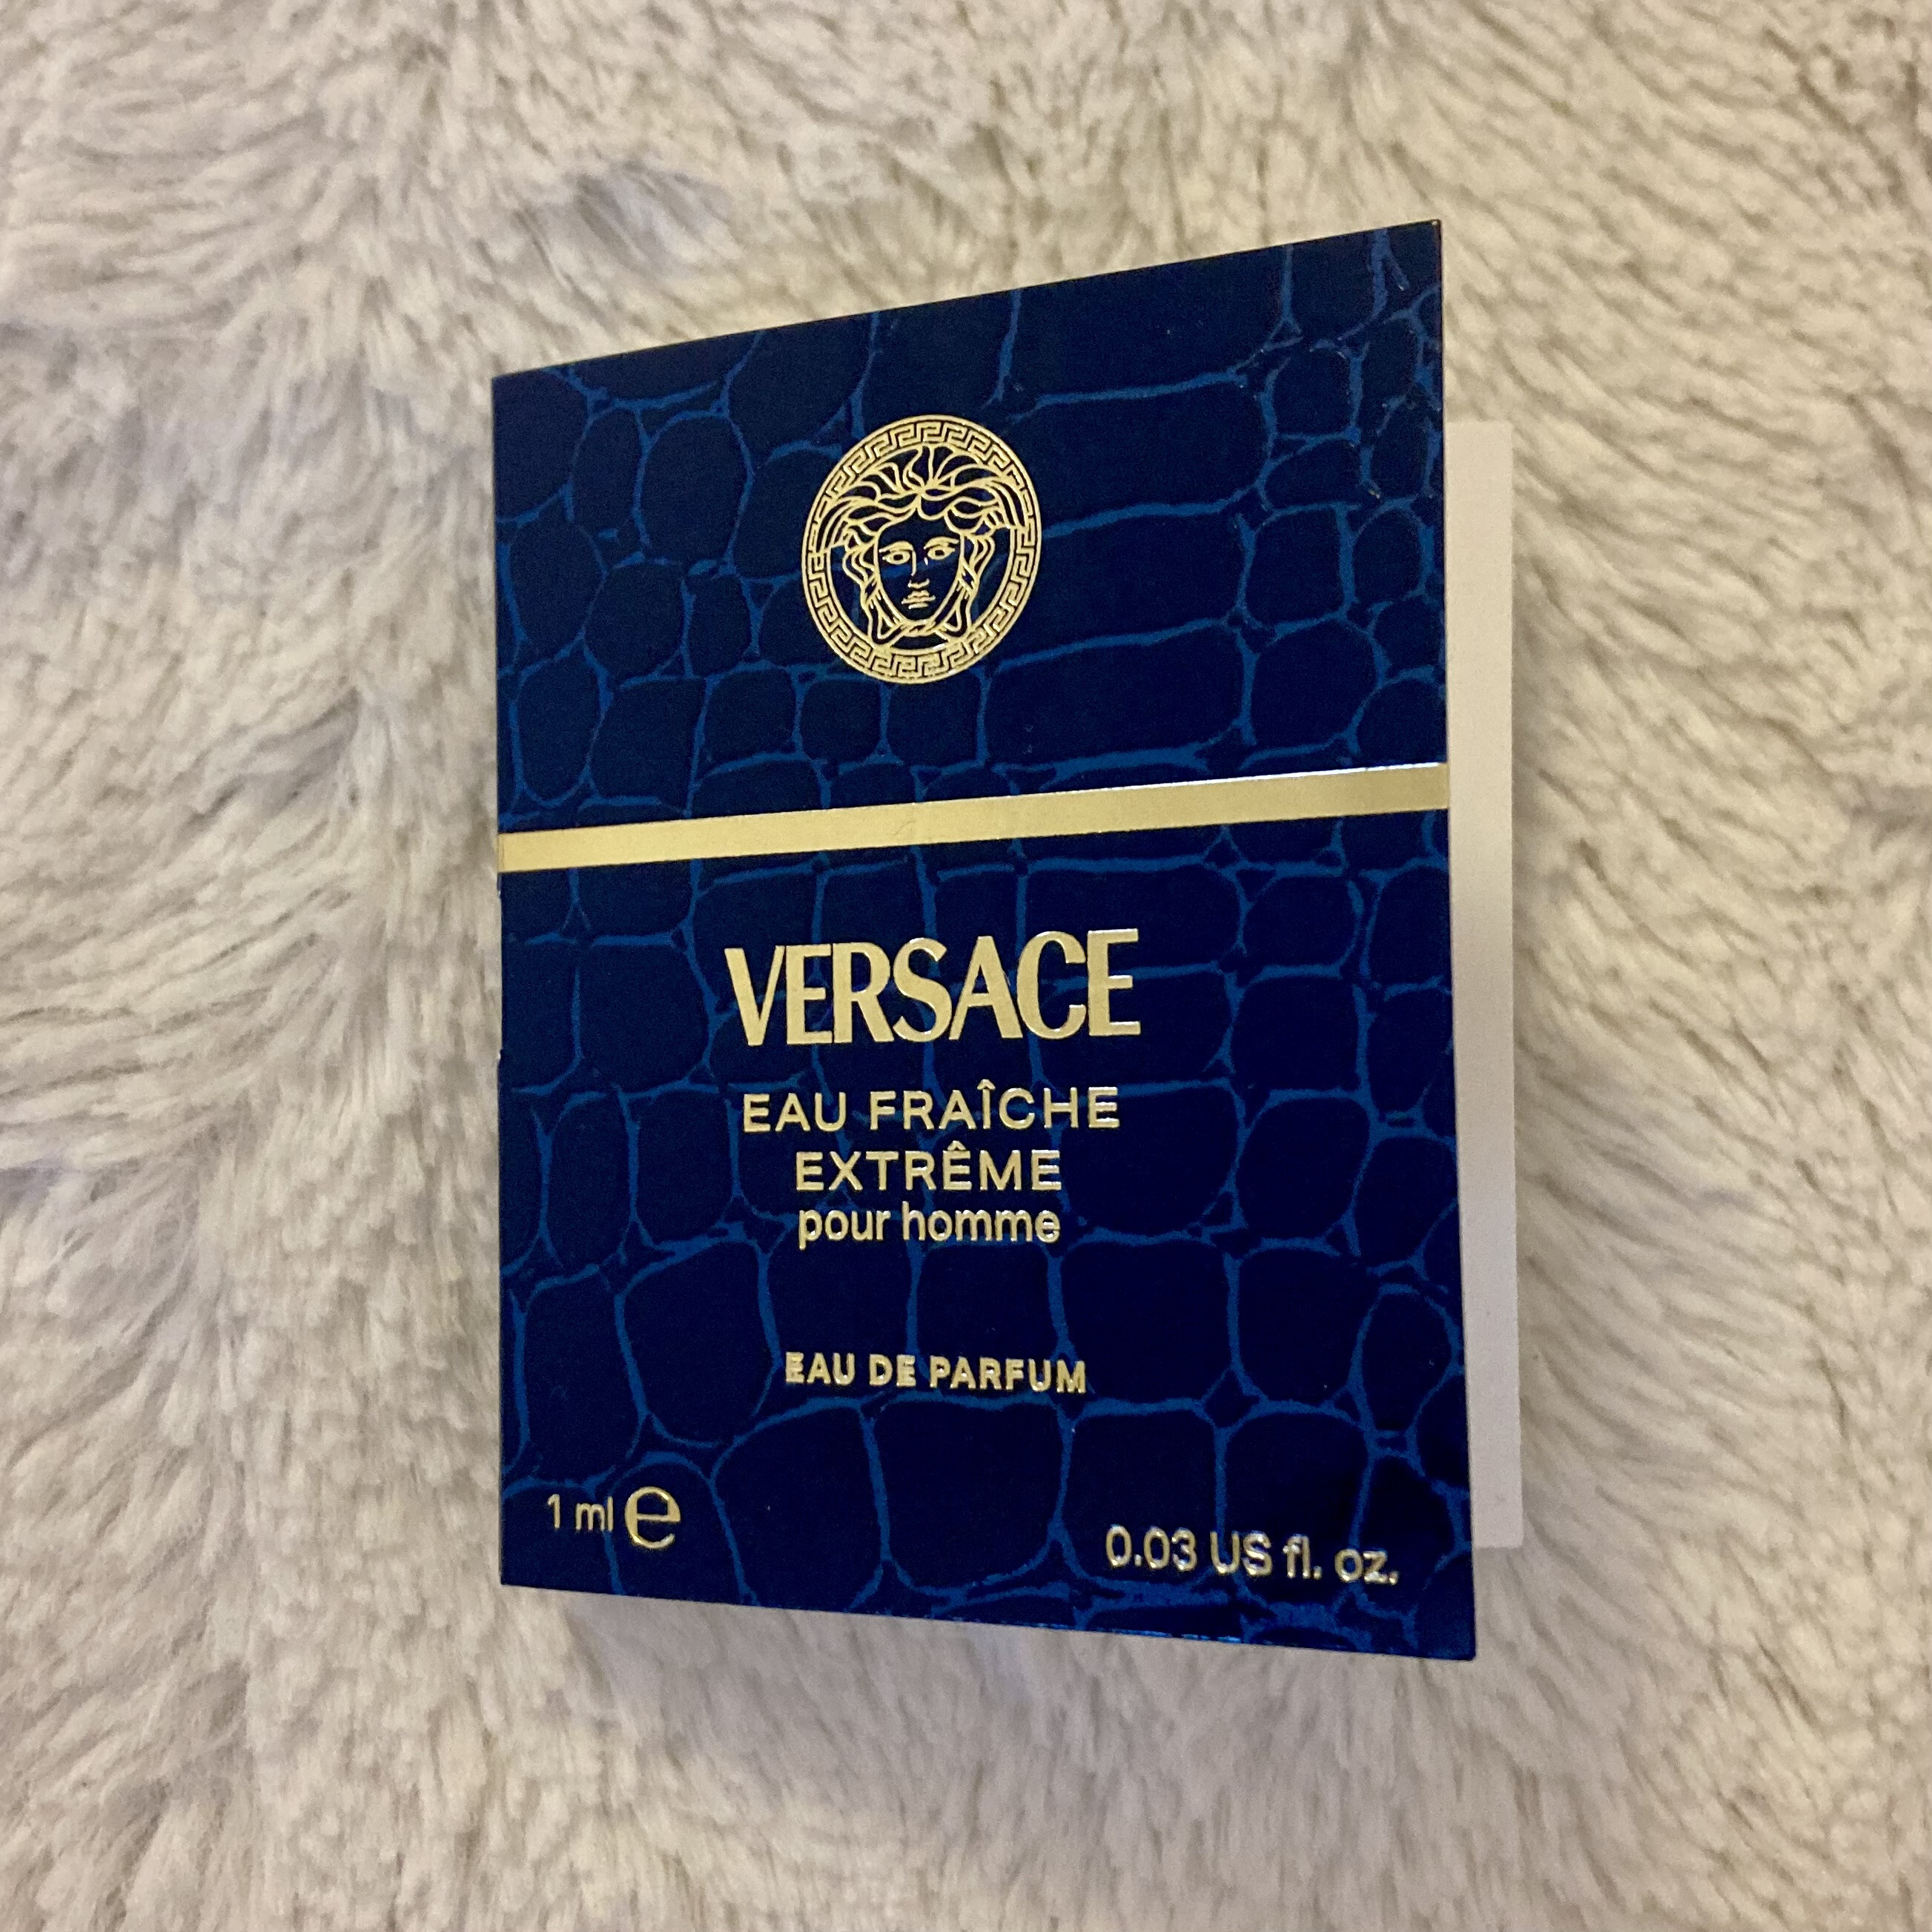 VERSACE
EAU FRAÎCHE
EXTRÊME
pour homme
EAU DE PARFUM
1 ml e
0.03 US fl. oz.